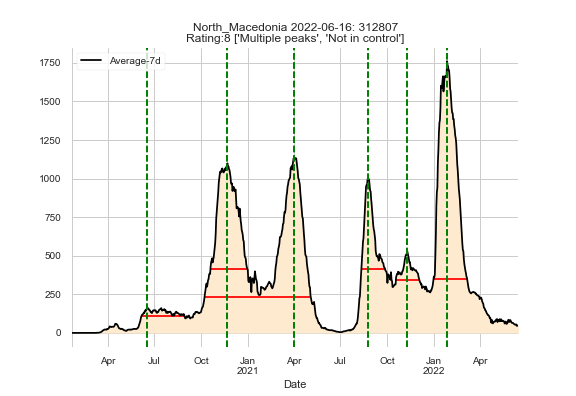 North_Macedonia 2022-06-16: 312807
Rating:8 ['Multiple peaks', 'Not in control']
Average-7d
1750
1500
1250
1000
750
500
250
0
Apr Jul Oct Jan Apr Jul Oct Jan Apr
2021 2022
Date